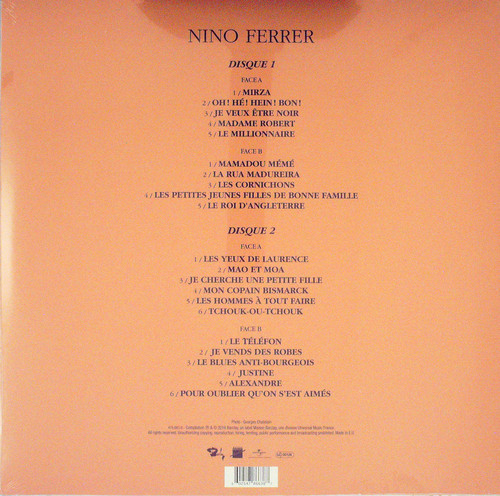 NINO FERRER
DISQUE 1
FACE A
1 / MIRZA
2 / OH! HÉ! HEIN! BON!
3 / JE VEUX ÊTRE NOIR
4 / MADAME ROBERT
5 / LE MILLIONNAIRE
FACE B
1 / MAMADOU MÉMÉ
2 / LA RUA MADUREIRA
3 / LES CORNICHONS
4 / LES PETITES JEUNES FILLES DE BONNE FAMILLE
5 / LE ROI D'ANGLETERRE
DISQUE 2
FACE A
1 / LES YEUX DE LAURENCE
2 / MAO ET MOA
3 / JE CHERCHE UNE PETITE FILLE
4 / MON COPAIN BISMARCK
5 / LES HOMMES À TOUT FAIRE
6 / TCHOUK-OU-TCHOUK
FACE B
1 / LE TÉLÉFON
2 / JE VENDS DES ROBES
3 / LE BLUES ANTI-BOURGEOIS
4 / JUSTINE
5 / ALEXANDRE
6 / POUR OUBLIER QU'ON S'EST AIMÉS